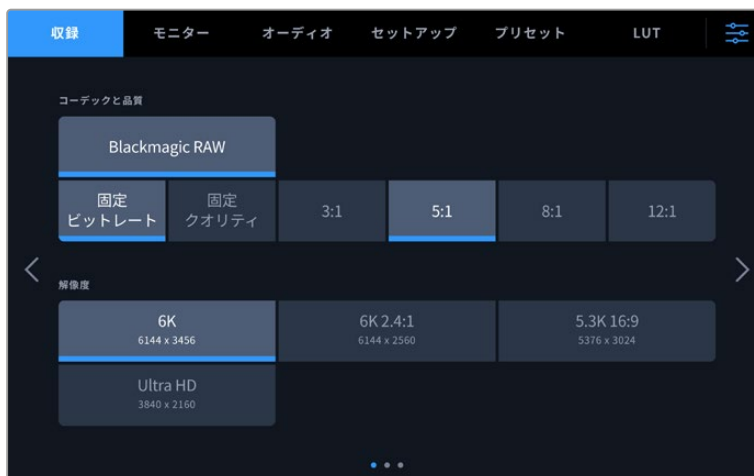 収録 モニター オーディオ セットアップ プリセット LUT
コーデックと品質
Blackmagic RAW
固定
ビットレート
固定
クオリティ
3:1 5:1 8:1 12:1
解像度
6K
6144 x 3456
6K 2.4:1
6144 x 2560
5.3K 16:9
5376 x 3024
Ultra HD
3840 x 2160